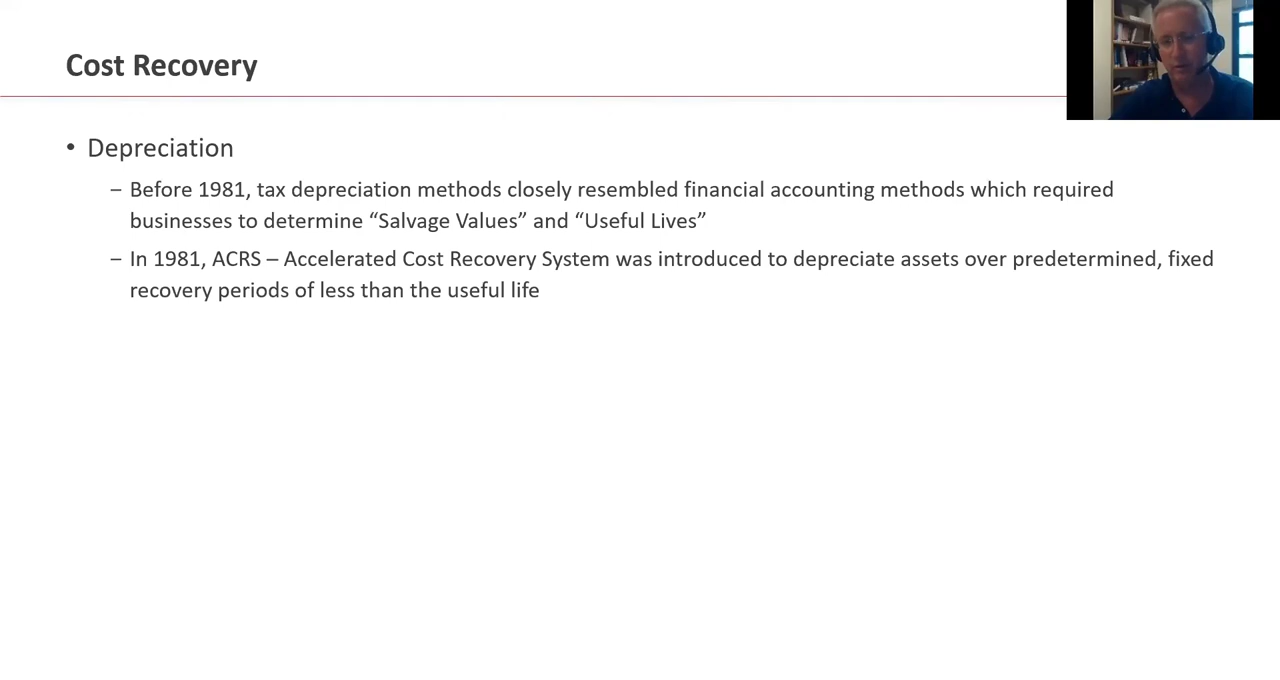 Cost Recovery
• Depreciation
– Before 1981, tax depreciation methods closely resembled financial accounting methods which required
businesses to determine “Salvage Values” and “Useful Lives”
– In 1981, ACRS – Accelerated Cost Recovery System was introduced to depreciate assets over predetermined, fixed
recovery periods of less than the useful life